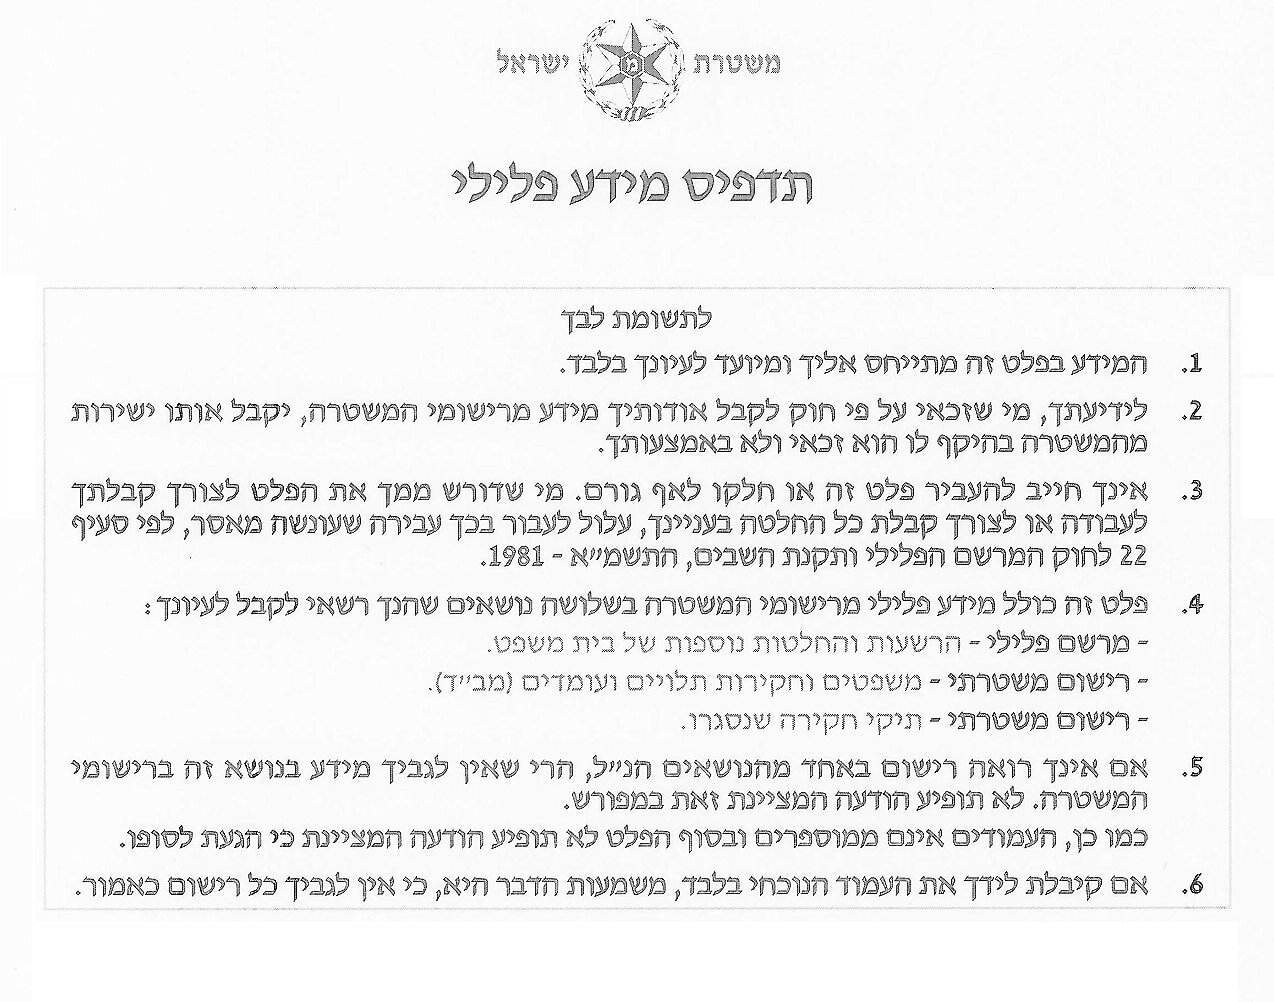 משטרת ישראל
תדפיס מידע פלילי
לתשומת לבך
1. המידע בפלט זה מתייחס אליך ומיועד לעיונך בלבד.
2. לידיעתך, מי שזכאי על פי חוק לקבל אודותיך מידע מרישומי המשטרה, יקבל אותו ישירות
מהמשטרה בהיקף לו הוא זכאי ולא באמצעותך.
3. אינך חייב להעביר פלט זה או חלקו לאף גורם. מי שדורש ממך את הפלט לצורך קבלתך
לעבודה או לצורך קבלת כל החלטה בעניינך, עלול לעבור בכך עבירה שעונשה מאסר, לפי סעיף
22 לחוק המרשם הפלילי ותקנת השבים, התשמ״א - 1981.
4. פלט זה כולל מידע פלילי מרישומי המשטרה בשלושה נושאים שהנך רשאי לקבל לעיונך:
- מרשם פלילי - הרשעות והחלטות נוספות של בית משפט.
- רישום משטרתי - משפטים וחקירות תלויים ועומדים (מב״ד).
- רישום משטרתי - תיקי חקירה שנסגרו.
5. אם אינך רואה רישום באחד מהנושאים הנ״ל, הרי שאין לגביך מידע בנושא זה ברישומי
המשטרה. לא תופיע הודעה המציינת זאת במפורש.
כמו כן, העמודים אינם ממוספרים ובסוף הפלט לא תופיע הודעה המציינת כי הגעת לסופו.
6. אם קיבלת לידך את העמוד הנוכחי בלבד, משמעות הדבר היא, כי אין לגביך כל רישום כאמור.